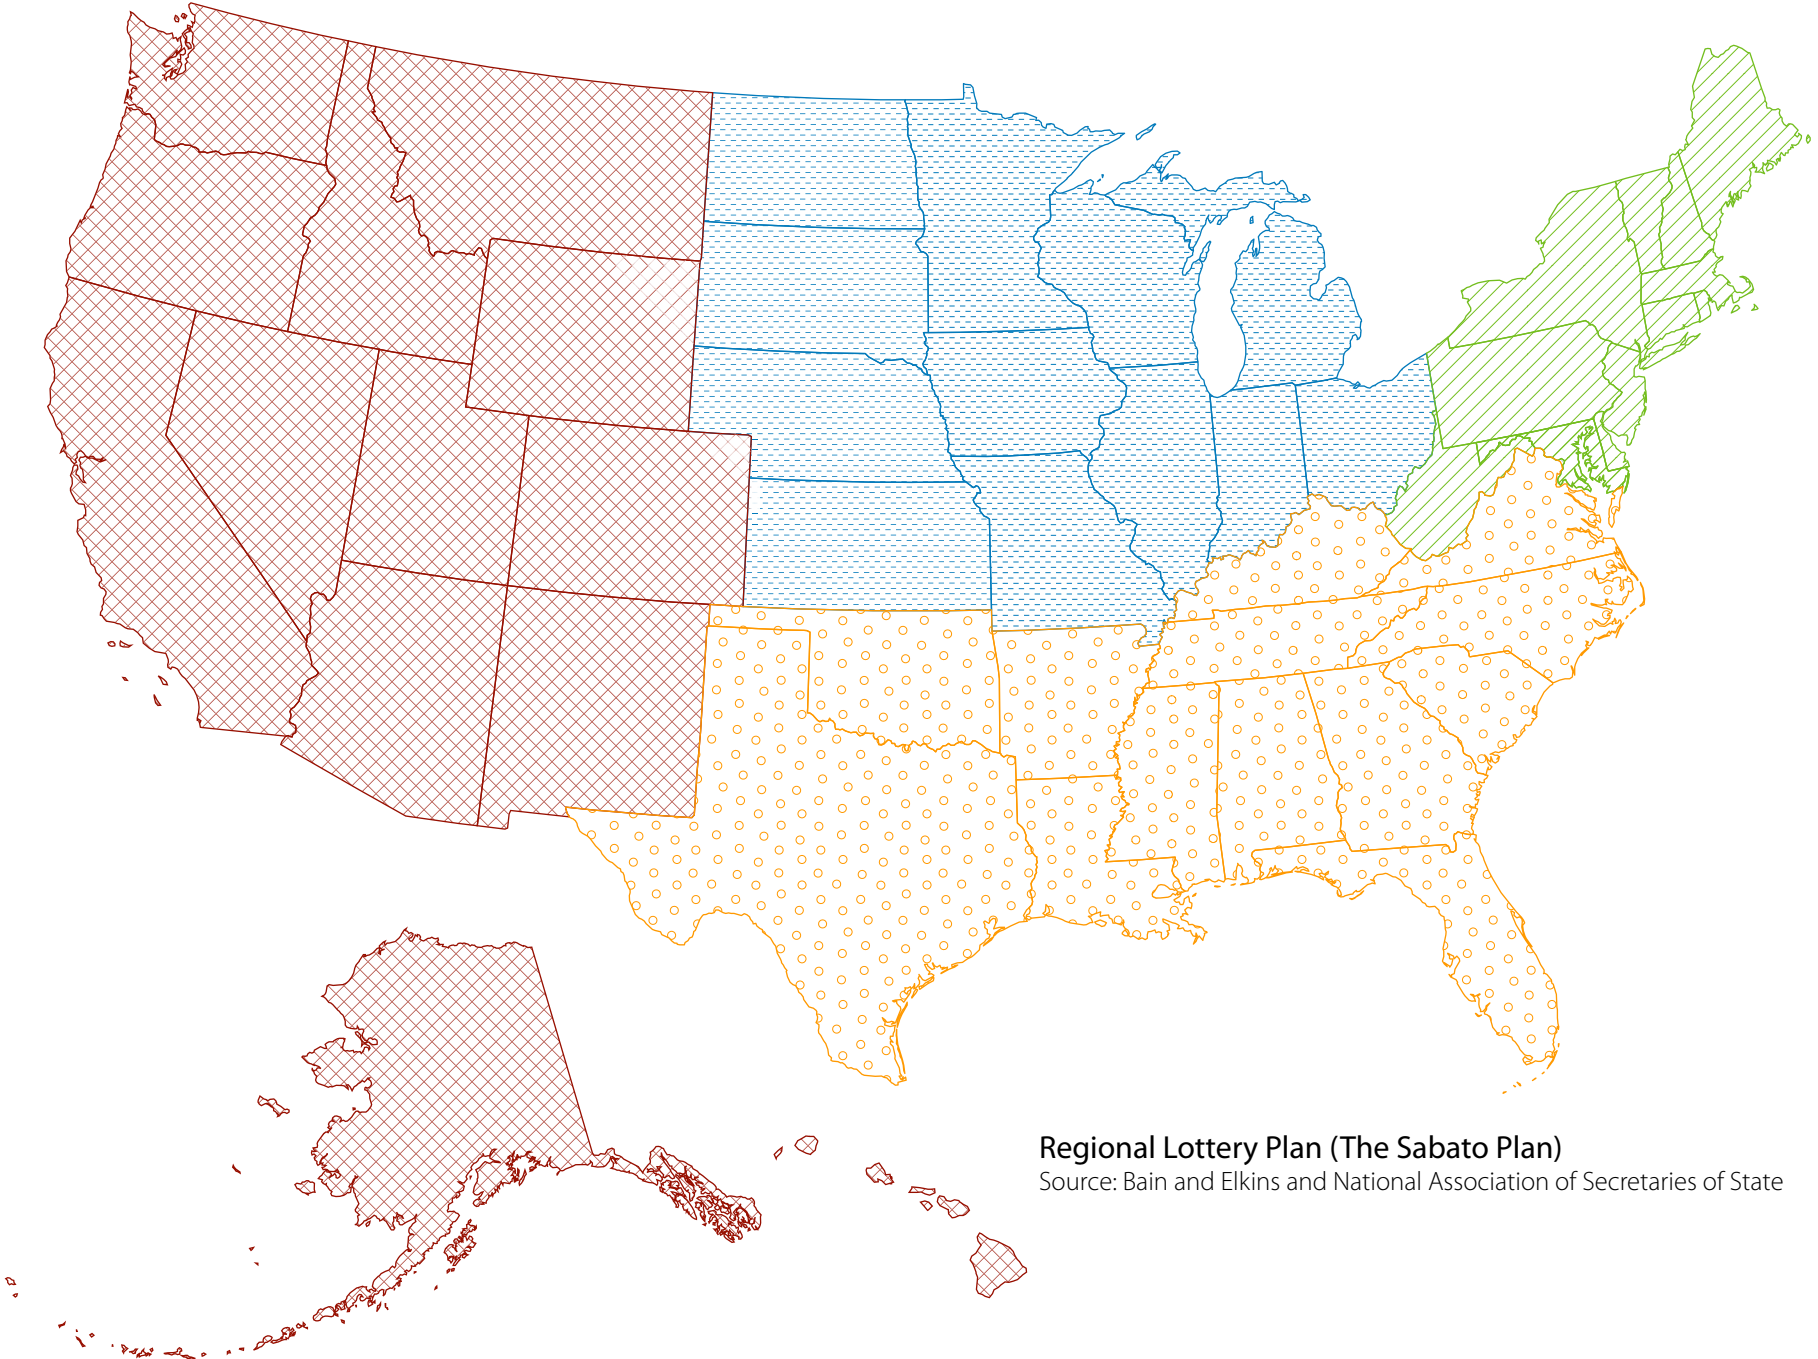 Regional Lottery Plan (The Sabato Plan)
Source: Bain and Elkins and National Association of Secretaries of State